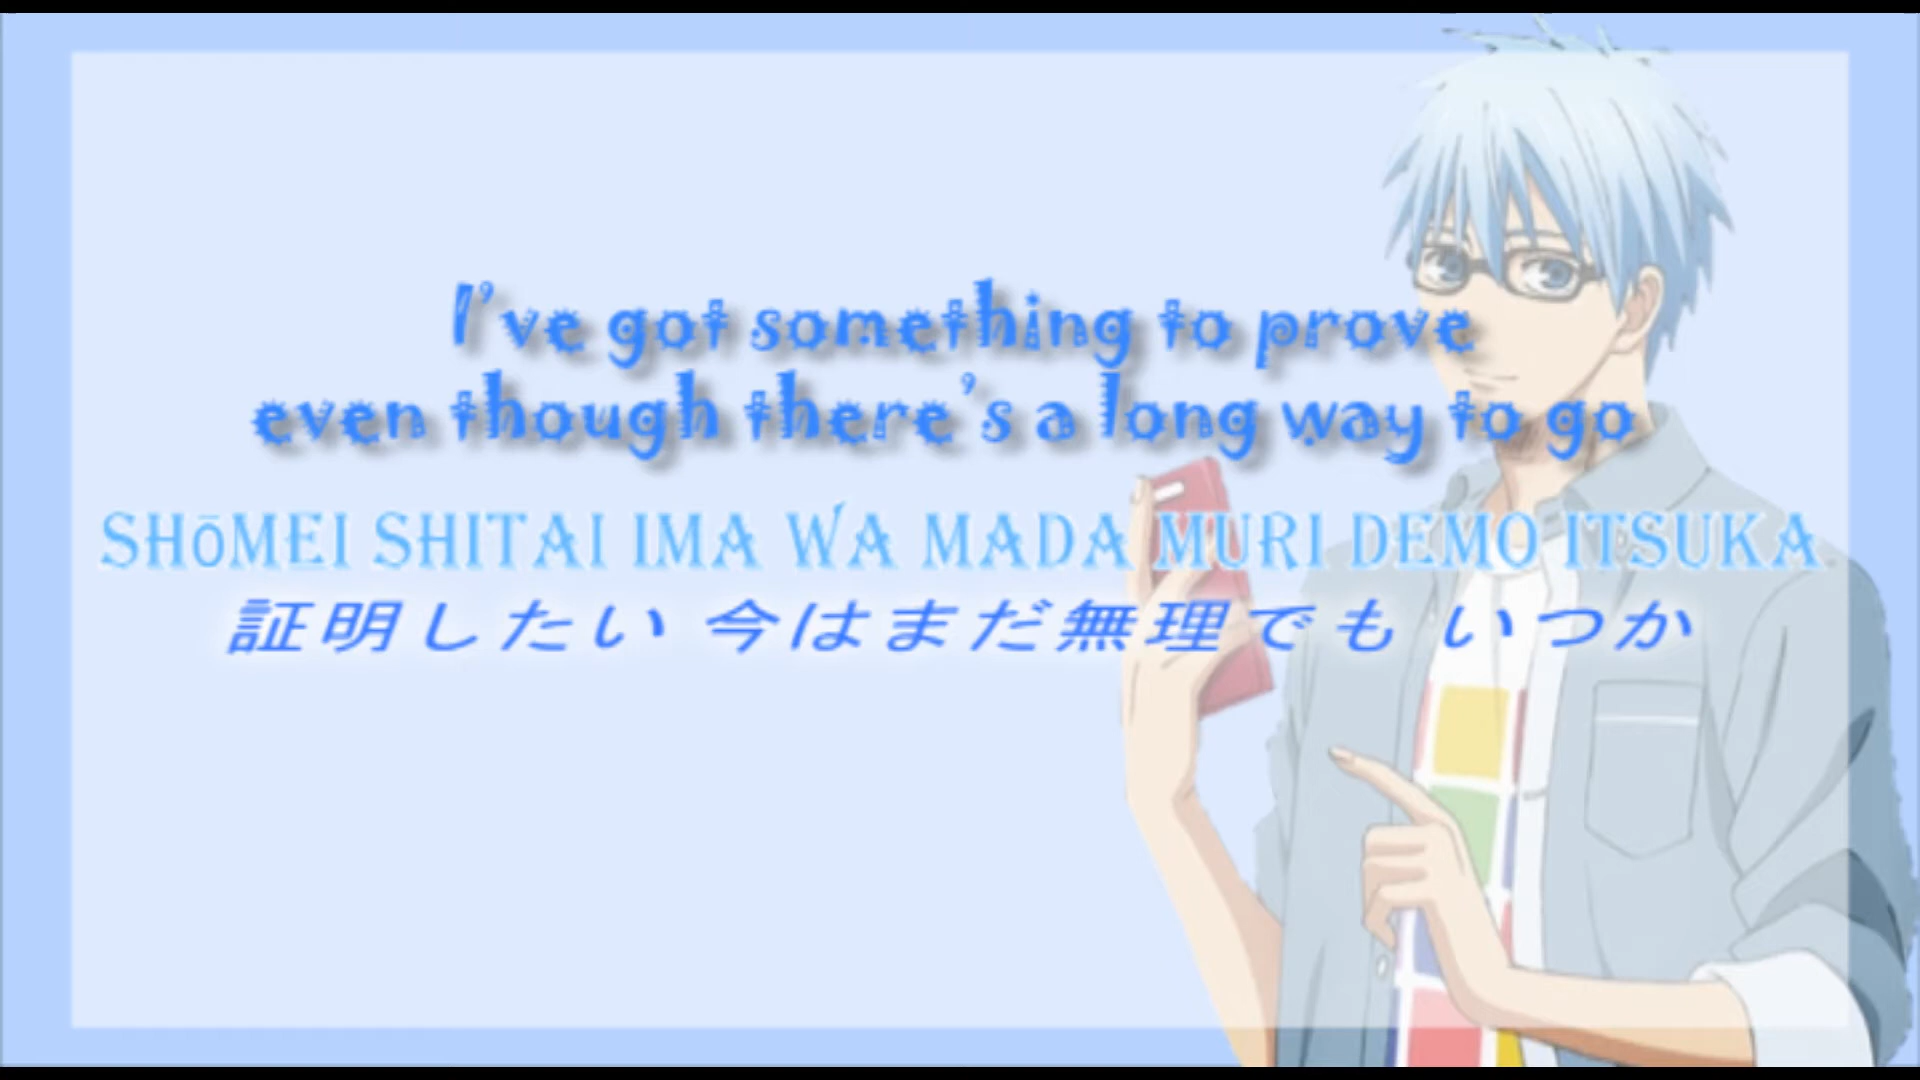 I've got something to prove
even though there's a long way to go
SHōMEI SHITAI IMA WA MADA MURI DEMO ITSUKA
証明したい 今はまだ無理でも いつか